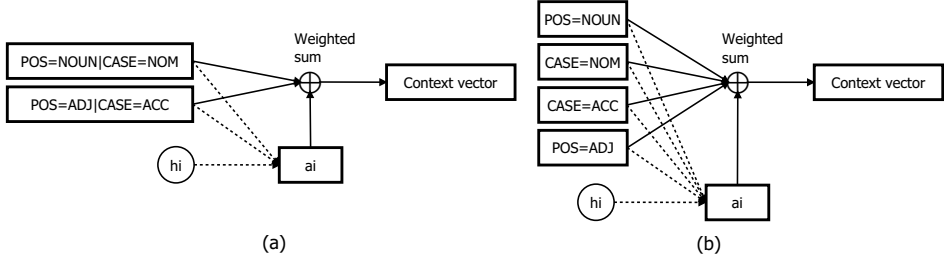 Weighted
sum
POS=NOUN|CASE=NOM
POS=ADJ|CASE=ACC
Context vector
hi
ai
(a)
POS=NOUN
CASE=NOM
CASE=ACC
POS=ADJ
Weighted
sum
Context vector
hi
ai
(b)